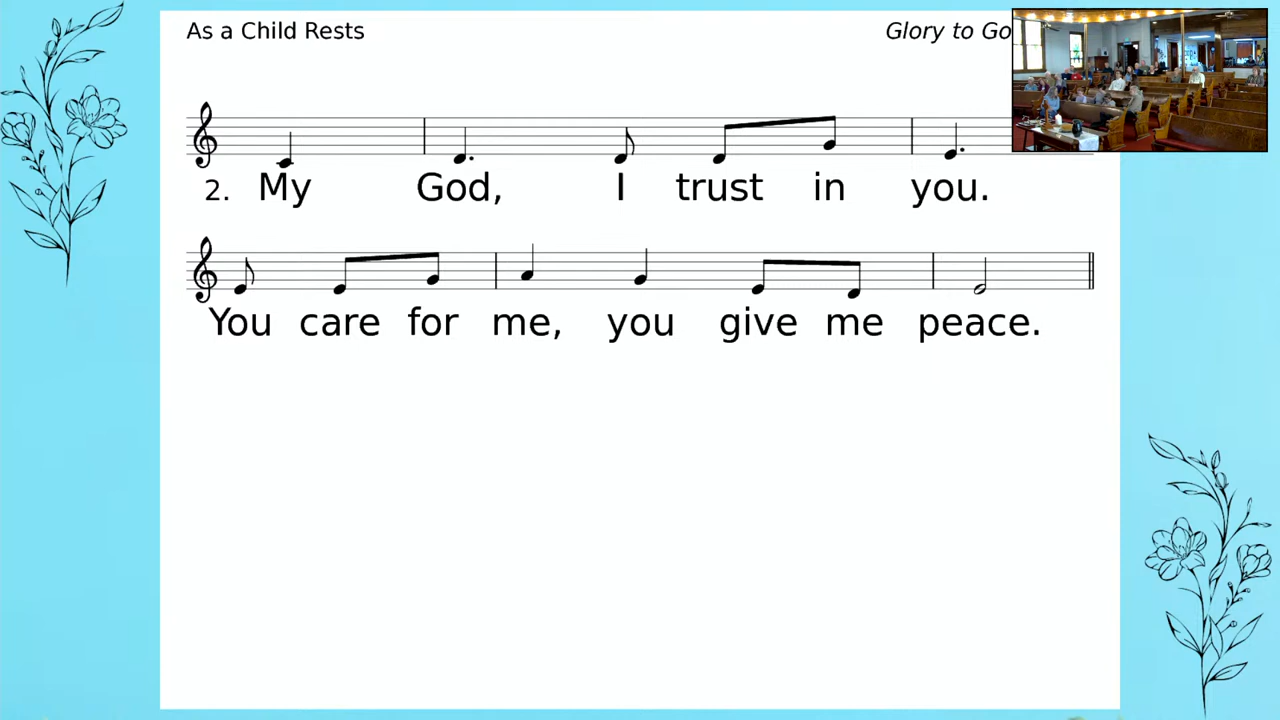 As a Child Rests
Glory to Go
2. My God, I trust in you.
You care for me, you give me peace.